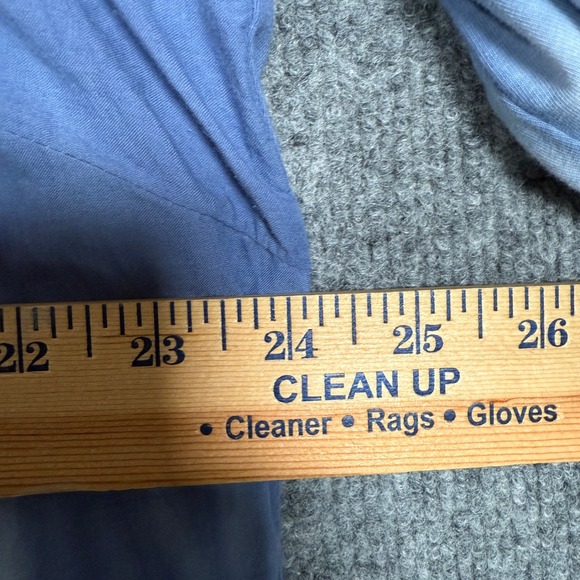 22 23 24 25 26
CLEAN UP
• Cleaner • Rags • Gloves